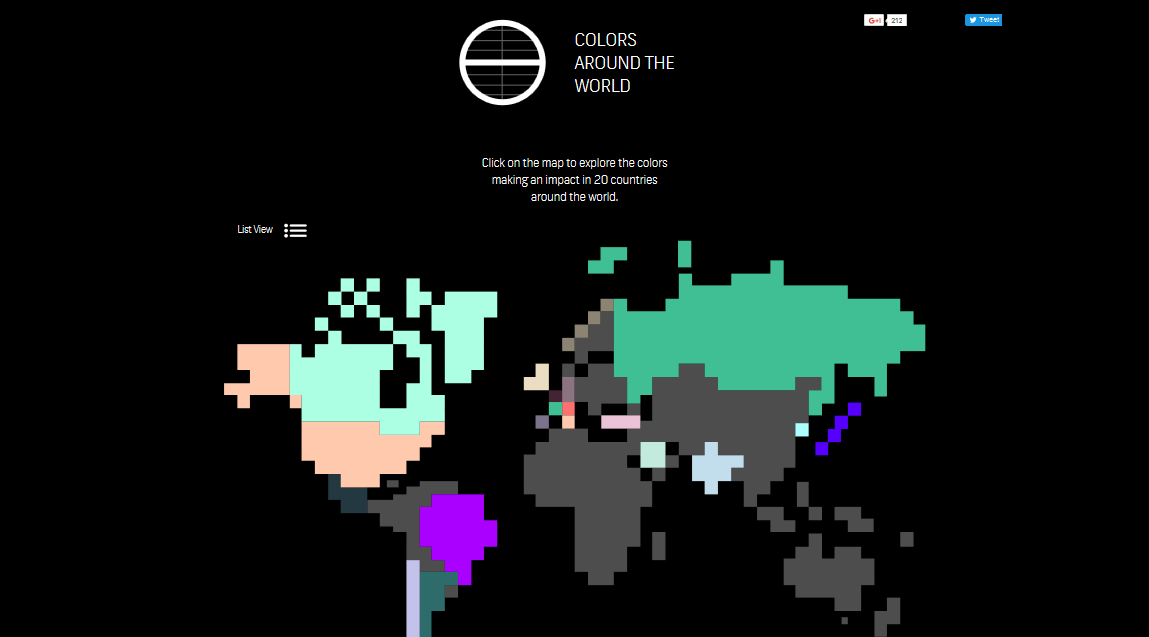 G+1
212
Tweet
COLORS
AROUND THE
WORLD
Click on the map to explore the colors
making an impact in 20 countries
around the world.
List View